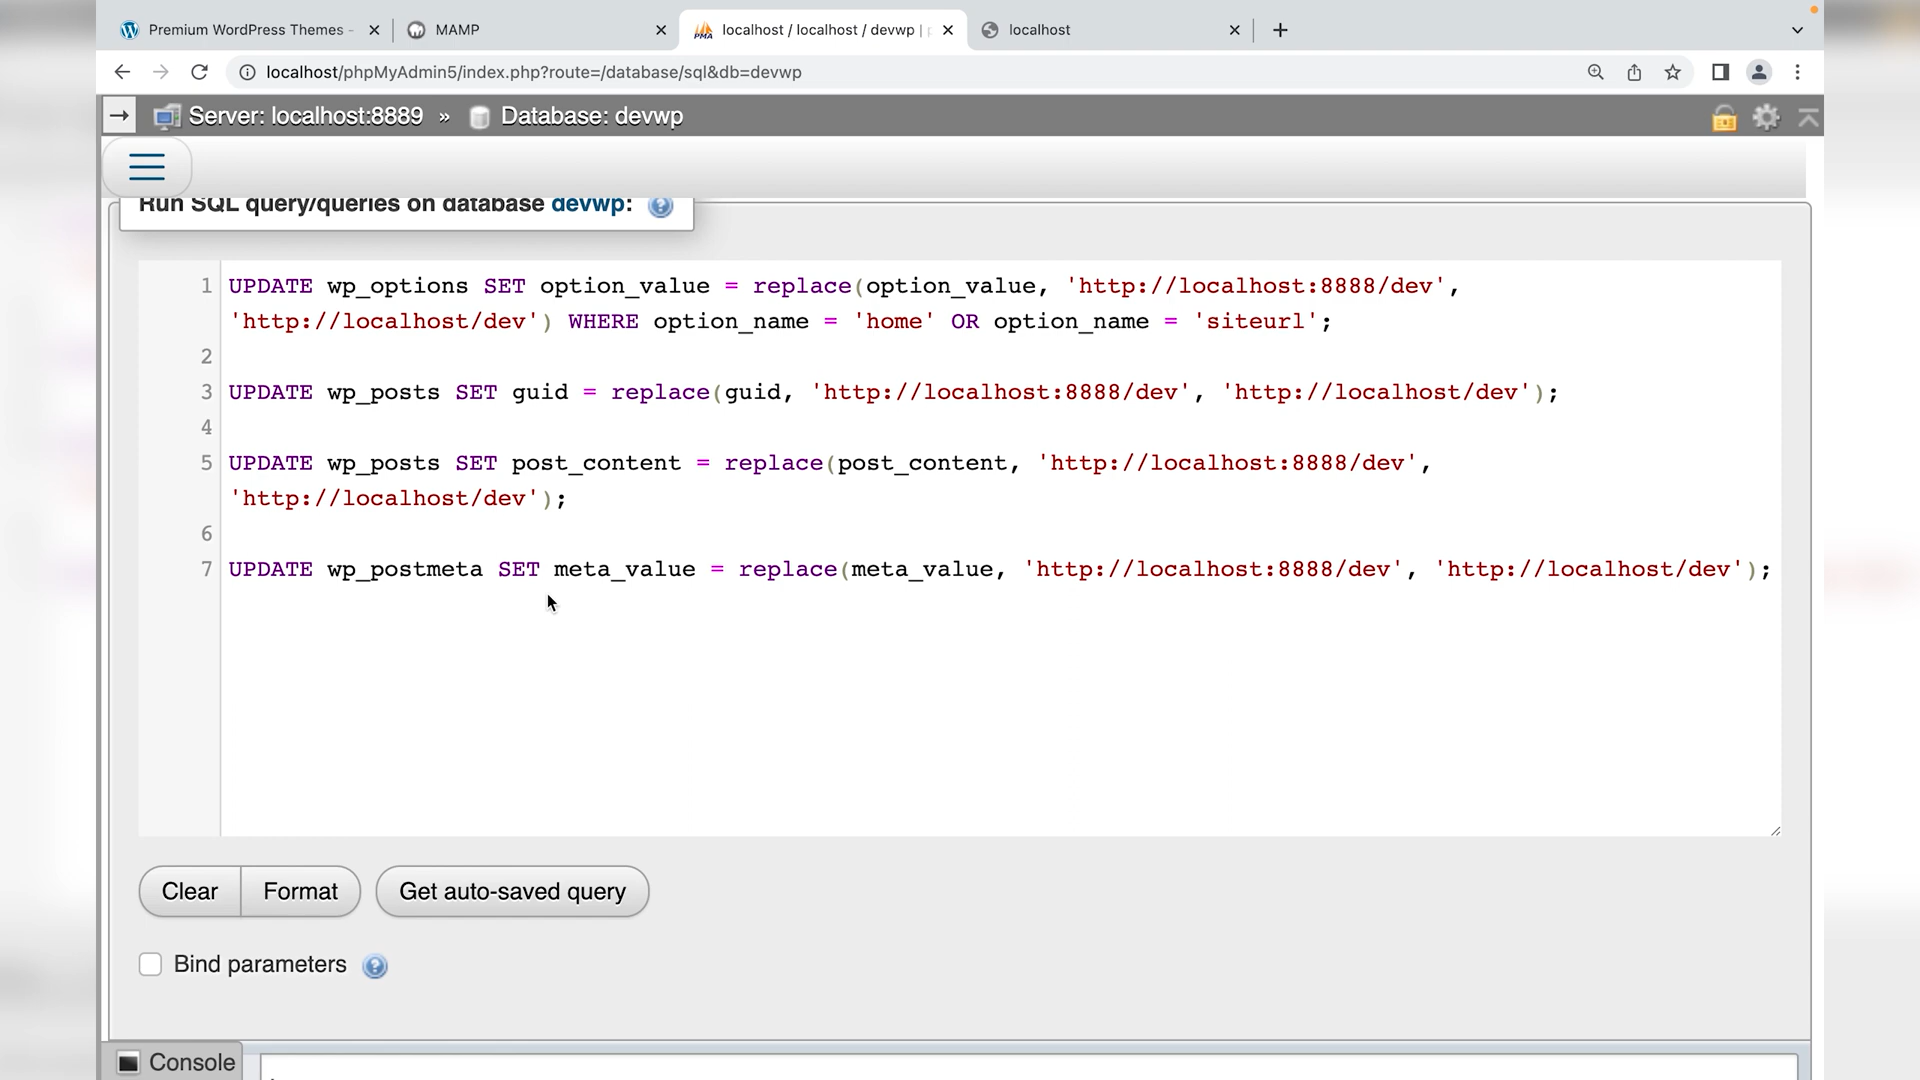 Premium WordPress Themes -
MAMP
localhost / localhost / devwp | p
localhost
localhost/phpMyAdmin5/index.php?route=/database/sql&db=devwp
Server: localhost:8889 » Database: devwp
Run SQL query/queries on database devwp:
1 UPDATE wp_options SET option_value = replace(option_value, 'http://localhost:8888/dev',
'http://localhost/dev') WHERE option_name = 'home' OR option_name = 'siteurl';
2
3 UPDATE wp_posts SET guid = replace(guid, 'http://localhost:8888/dev', 'http://localhost/dev');
4
5 UPDATE wp_posts SET post_content = replace(post_content, 'http://localhost:8888/dev',
'http://localhost/dev');
6
7 UPDATE wp_postmeta SET meta_value = replace(meta_value, 'http://localhost:8888/dev', 'http://localhost/dev');
Clear Format Get auto-saved query
Bind parameters
Console